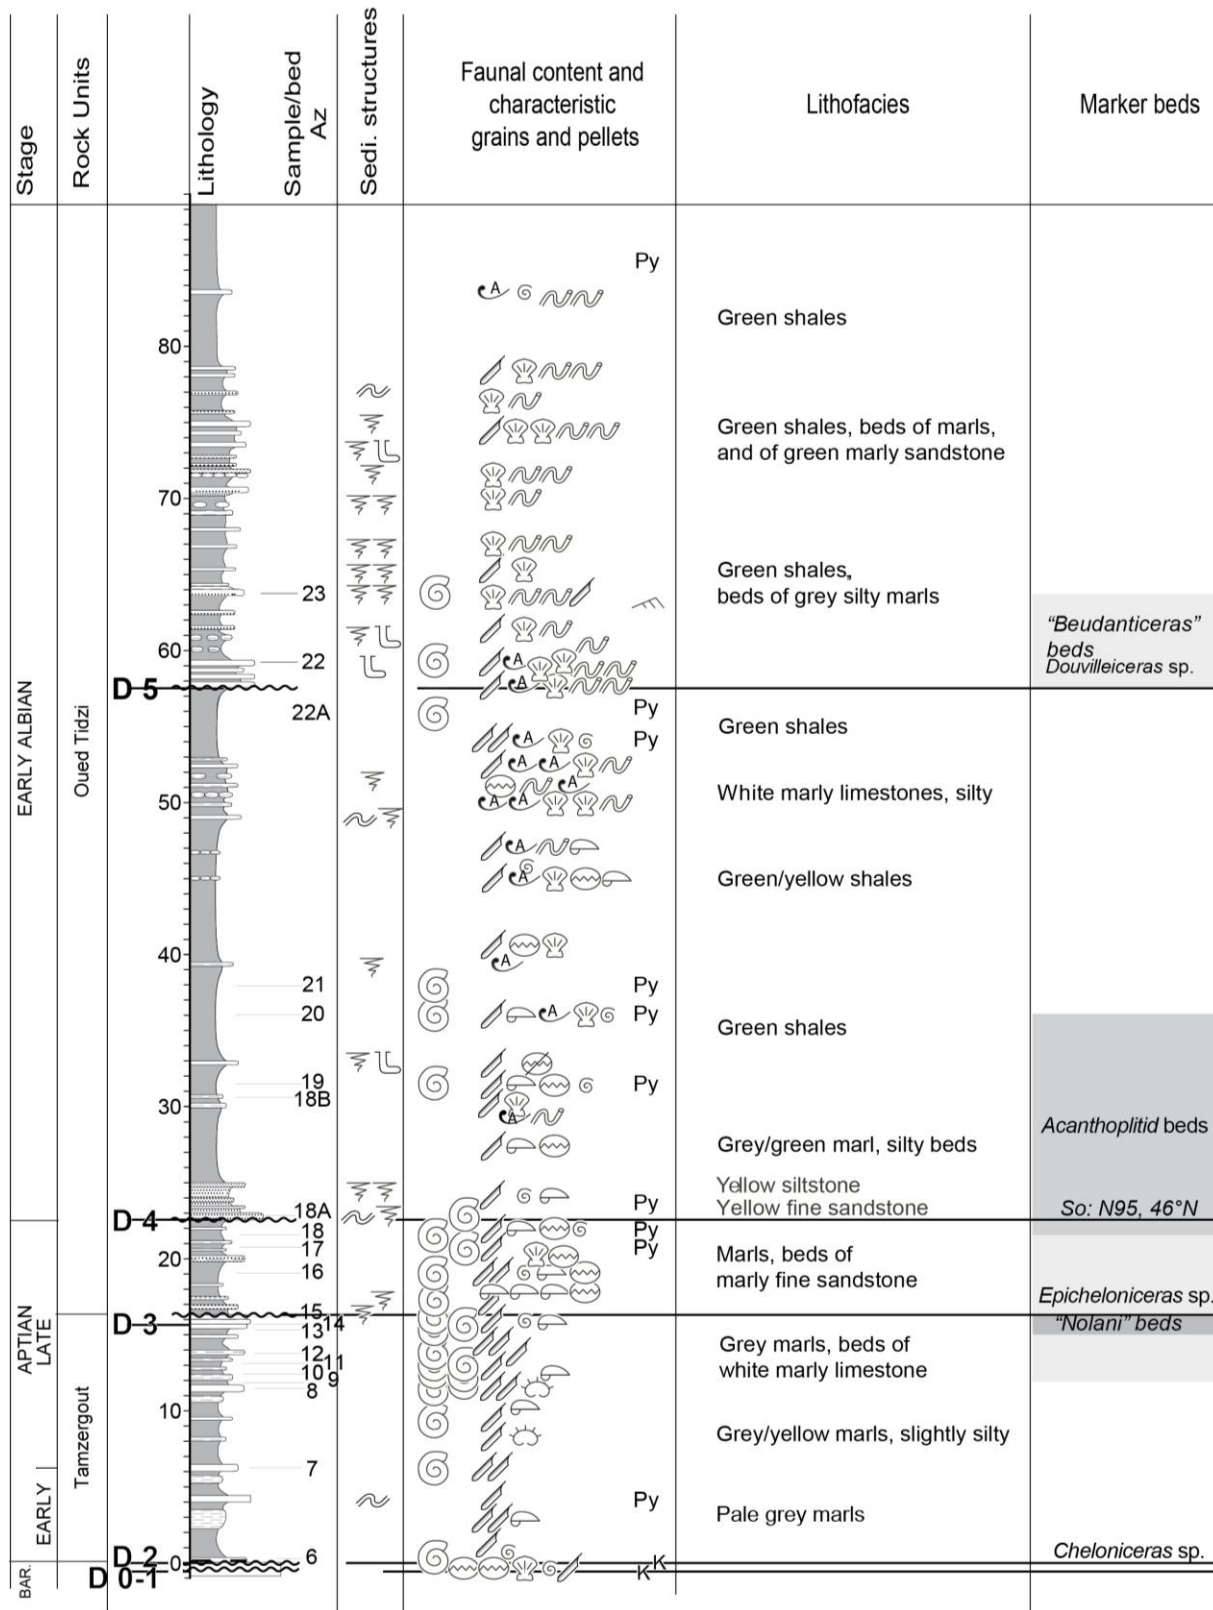 Stage
Rock Units
Lithology
Sample/bed
Az
Sedi. structures
Faunal content and
characteristic
grains and pellets
Lithofacies
Marker beds
EARLY ALBIAN
APTIAN
LATE
EARLY
BAR.
Oued Tidzi
Tamzergout
Py
A
Green shales
80
Green shales, beds of marls,
and of green marly sandstone
70
Green shales,
beds of grey silty marls
23
"Beudanticeras"
beds
Douvilleiceras sp.
60
22
A
D 5
A
22A
Py
Green shales
A
Py
A A
A
White marly limestones, silty
50
A A
A
Green/yellow shales
A
40
A
21
Py
20
A
Py
Green shales
19
Py
18B
30
A
Acanthoplitid beds
Grey/green marl, silty beds
Yellow siltstone
Py
Yellow fine sandstone
18A
So: N95, 46°N
D 4
18
Py
17
Py
20
16
Marls, beds of
marly fine sandstone
15
Epicheloniceras sp.
D 3
14
13
"Nolani" beds
12
11
10
9
8
Grey marls, beds of
white marly limestone
10
Grey/yellow marls, slightly silty
7
Py
Pale grey marls
D 2
0
6
K
Cheloniceras sp.
D 0-1
K